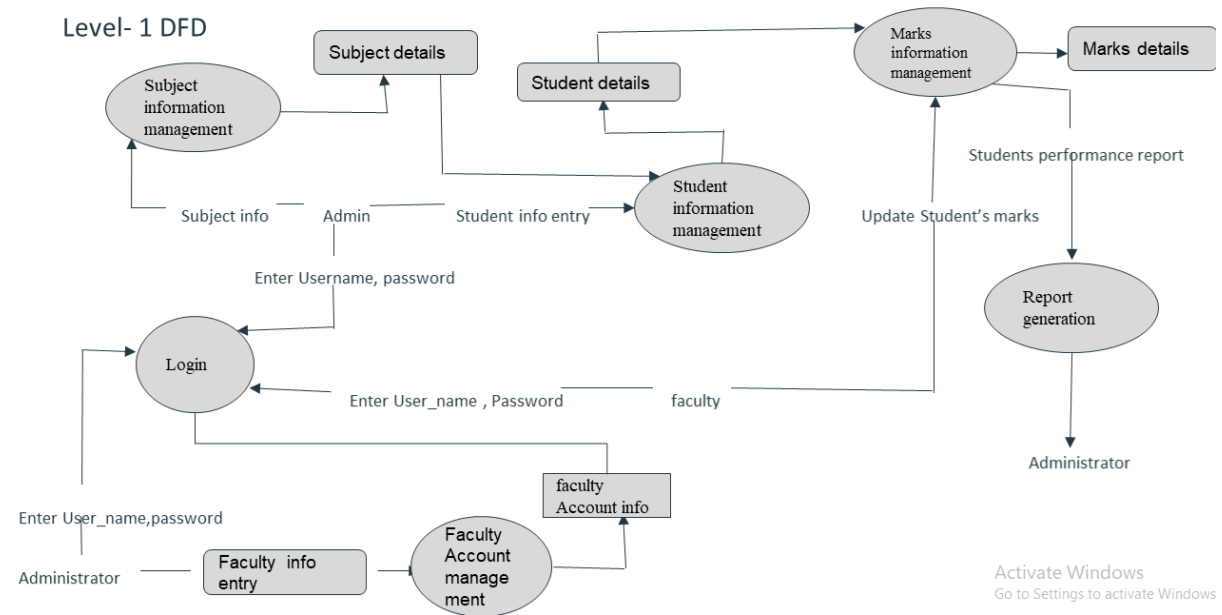 Level- 1 DFD
Subject details
Marks
information
management
Marks details
Subject
information
management
Student details
Students performance report
Student
information
management
Subject info
Admin
Student info entry
Update Student’s marks
Enter Username, password
Report
generation
Login
Enter User_name , Password
faculty
Administrator
faculty
Account info
Enter User_name,password
Faculty
Account
manage
ment
Faculty info
entry
Administrator
Activate Windows
Go to Settings to activate Windows